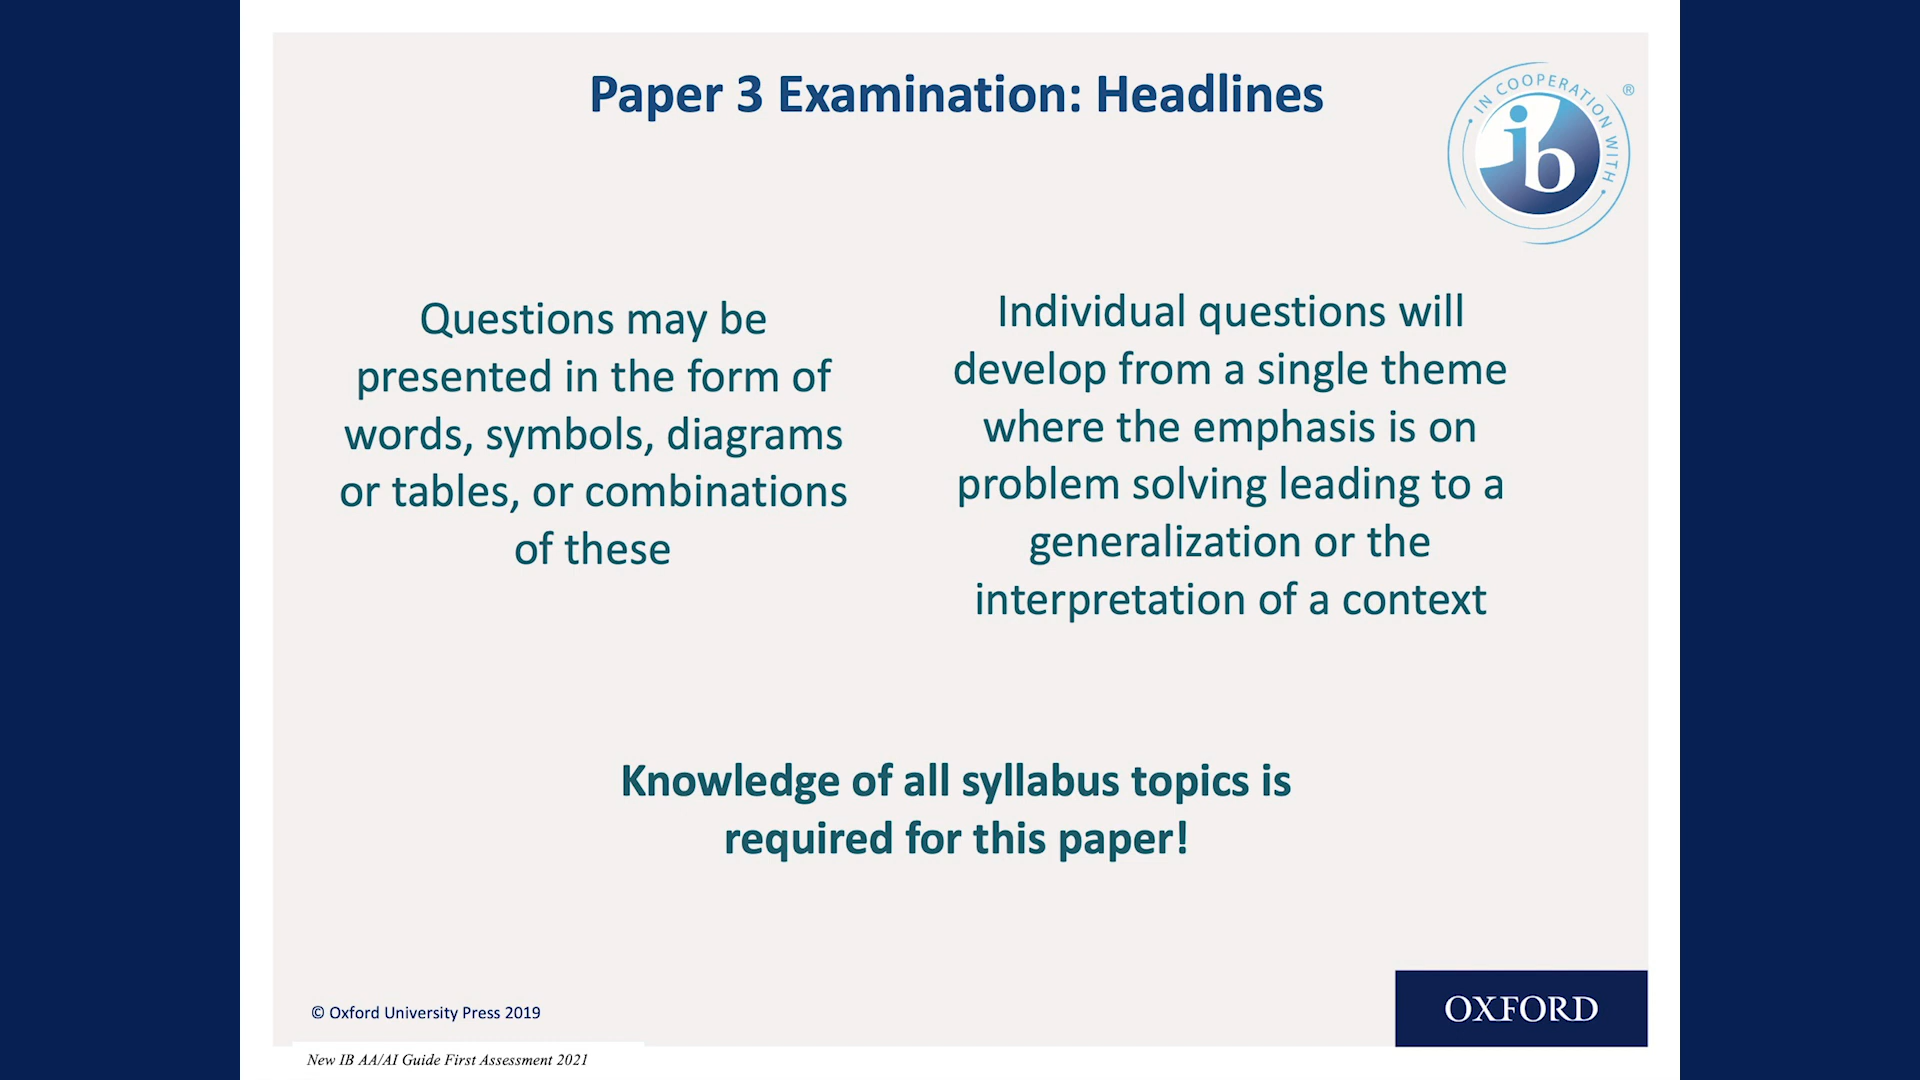 Paper 3 Examination: Headlines
IN COOPERATION WITH
®
ib
Questions may be
presented in the form of
words, symbols, diagrams
or tables, or combinations
of these
Individual questions will
develop from a single theme
where the emphasis is on
problem solving leading to a
generalization or the
interpretation of a context
Knowledge of all syllabus topics is
required for this paper!
© Oxford University Press 2019
OXFORD
New IB AA/AI Guide First Assessment 2021